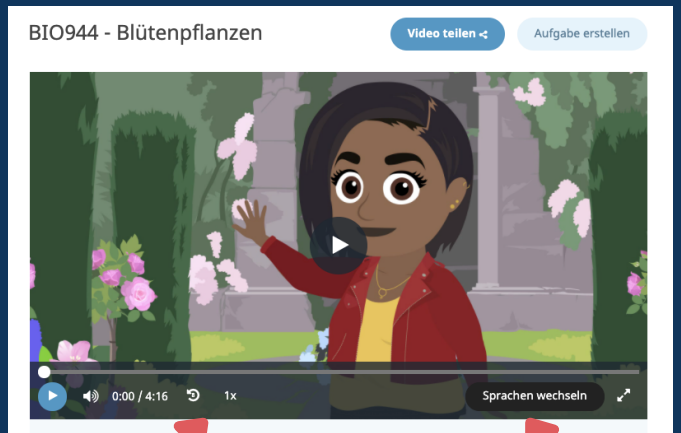 BIO944 - Blütenpflanzen
Video teilen
Aufgabe erstellen
0:00 / 4:16
1x
Sprachen wechseln